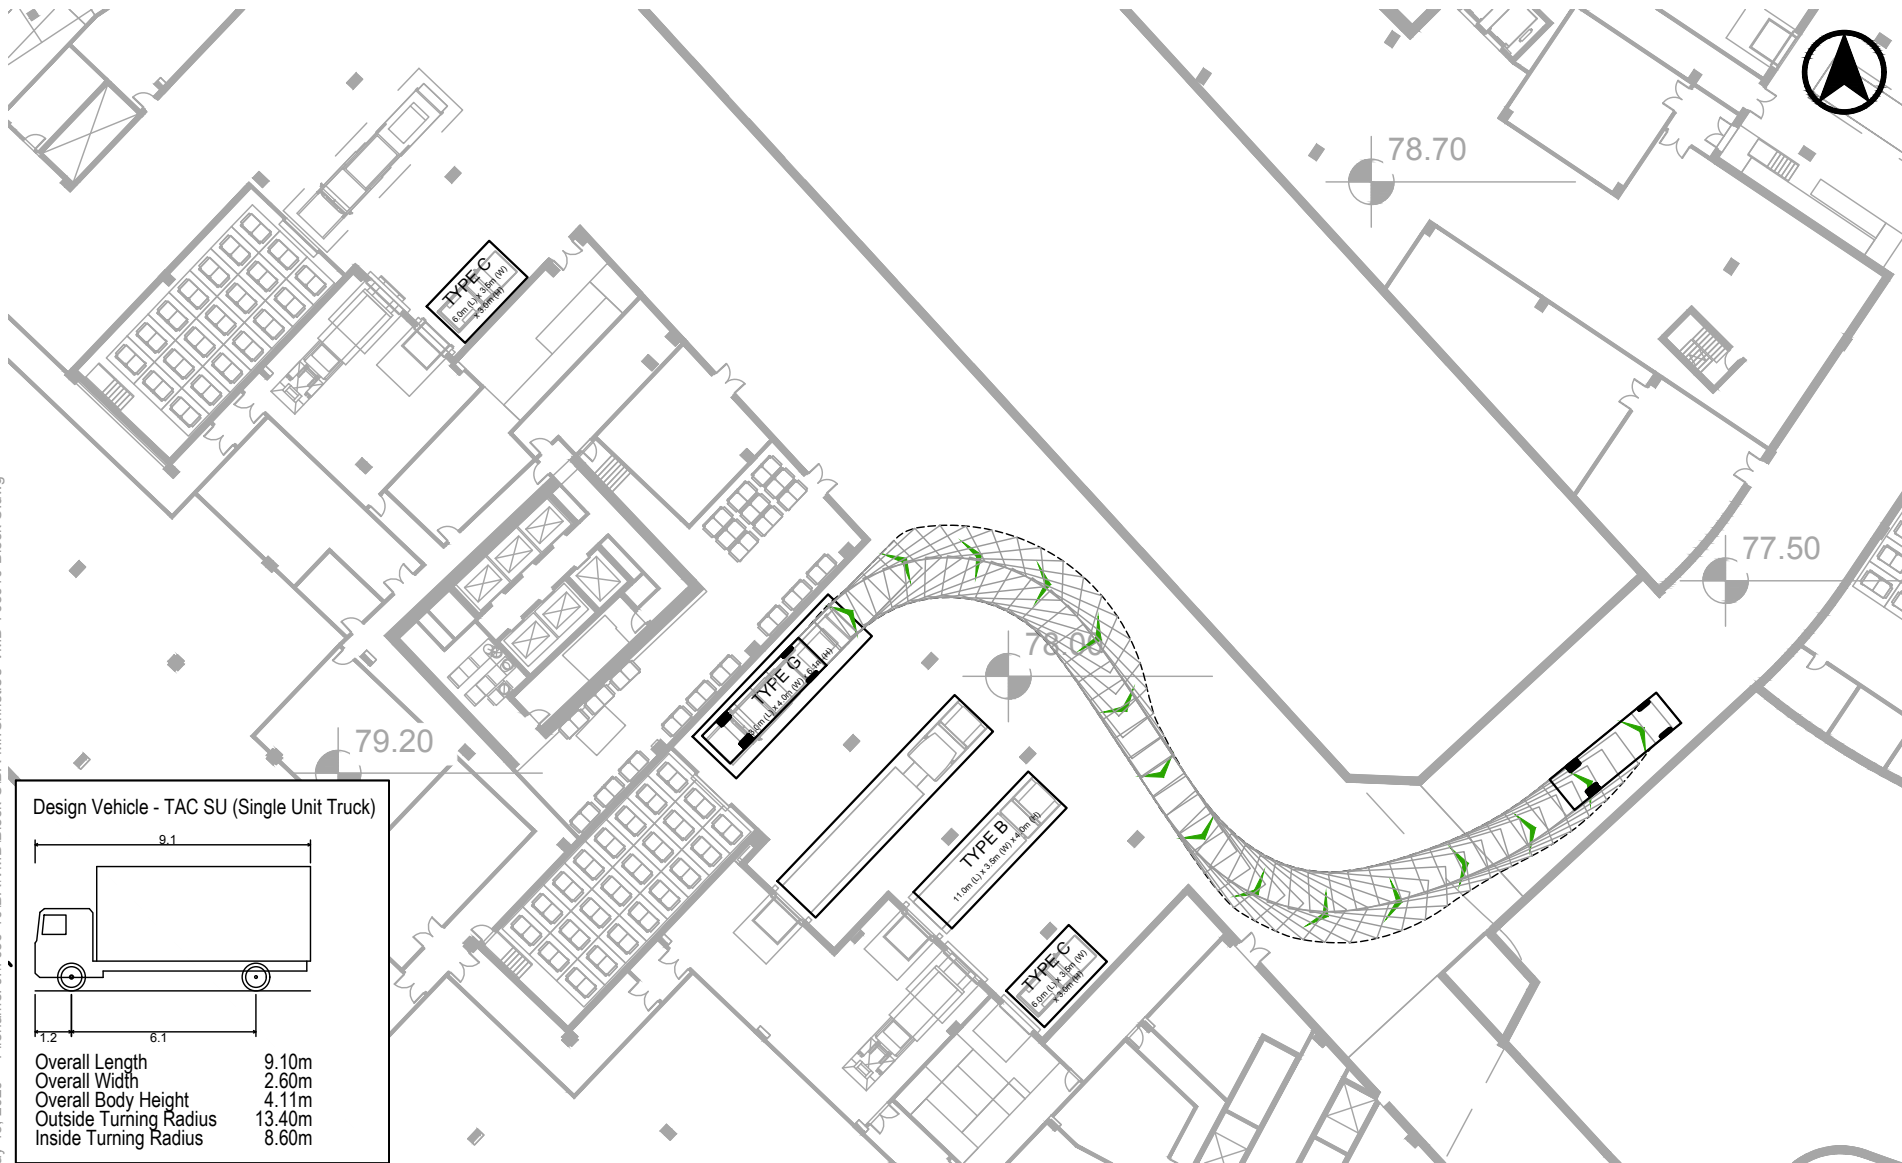 78.70
TYPE C
6.0m (L) x 3.5m (W)
x 3.6m (H)
77.50
78.00
TYPE G
4.0m (W)
79.20
TYPE B
11.0m (L) x 3.5m (W) x 4.0m (H)
TYPE C
6.0m (L) x 3.5m (W)
x 3.6m (H)
Design Vehicle - TAC SU (Single Unit Truck)
9.1
1.2
6.1
Overall Length 9.10m
Overall Width 2.60m
Overall Body Height 4.11m
Outside Turning Radius 13.40m
Inside Turning Radius 8.60m